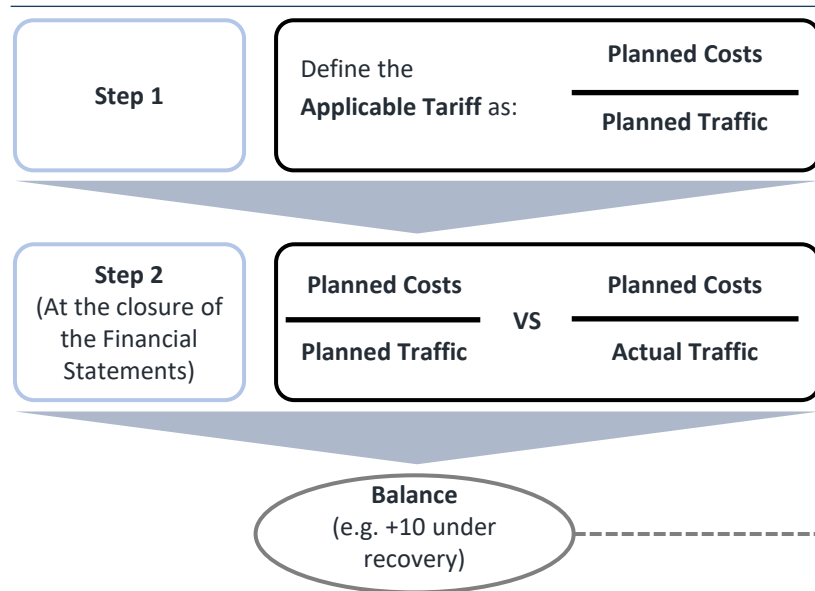 Step 1
Define the
Applicable Tariff as:
Planned Costs
Planned Traffic
Step 2
(At the closure of
the Financial
Statements)
Planned Costs
Planned Traffic
VS
Planned Costs
Actual Traffic
Balance
(e.g. +10 under
recovery)